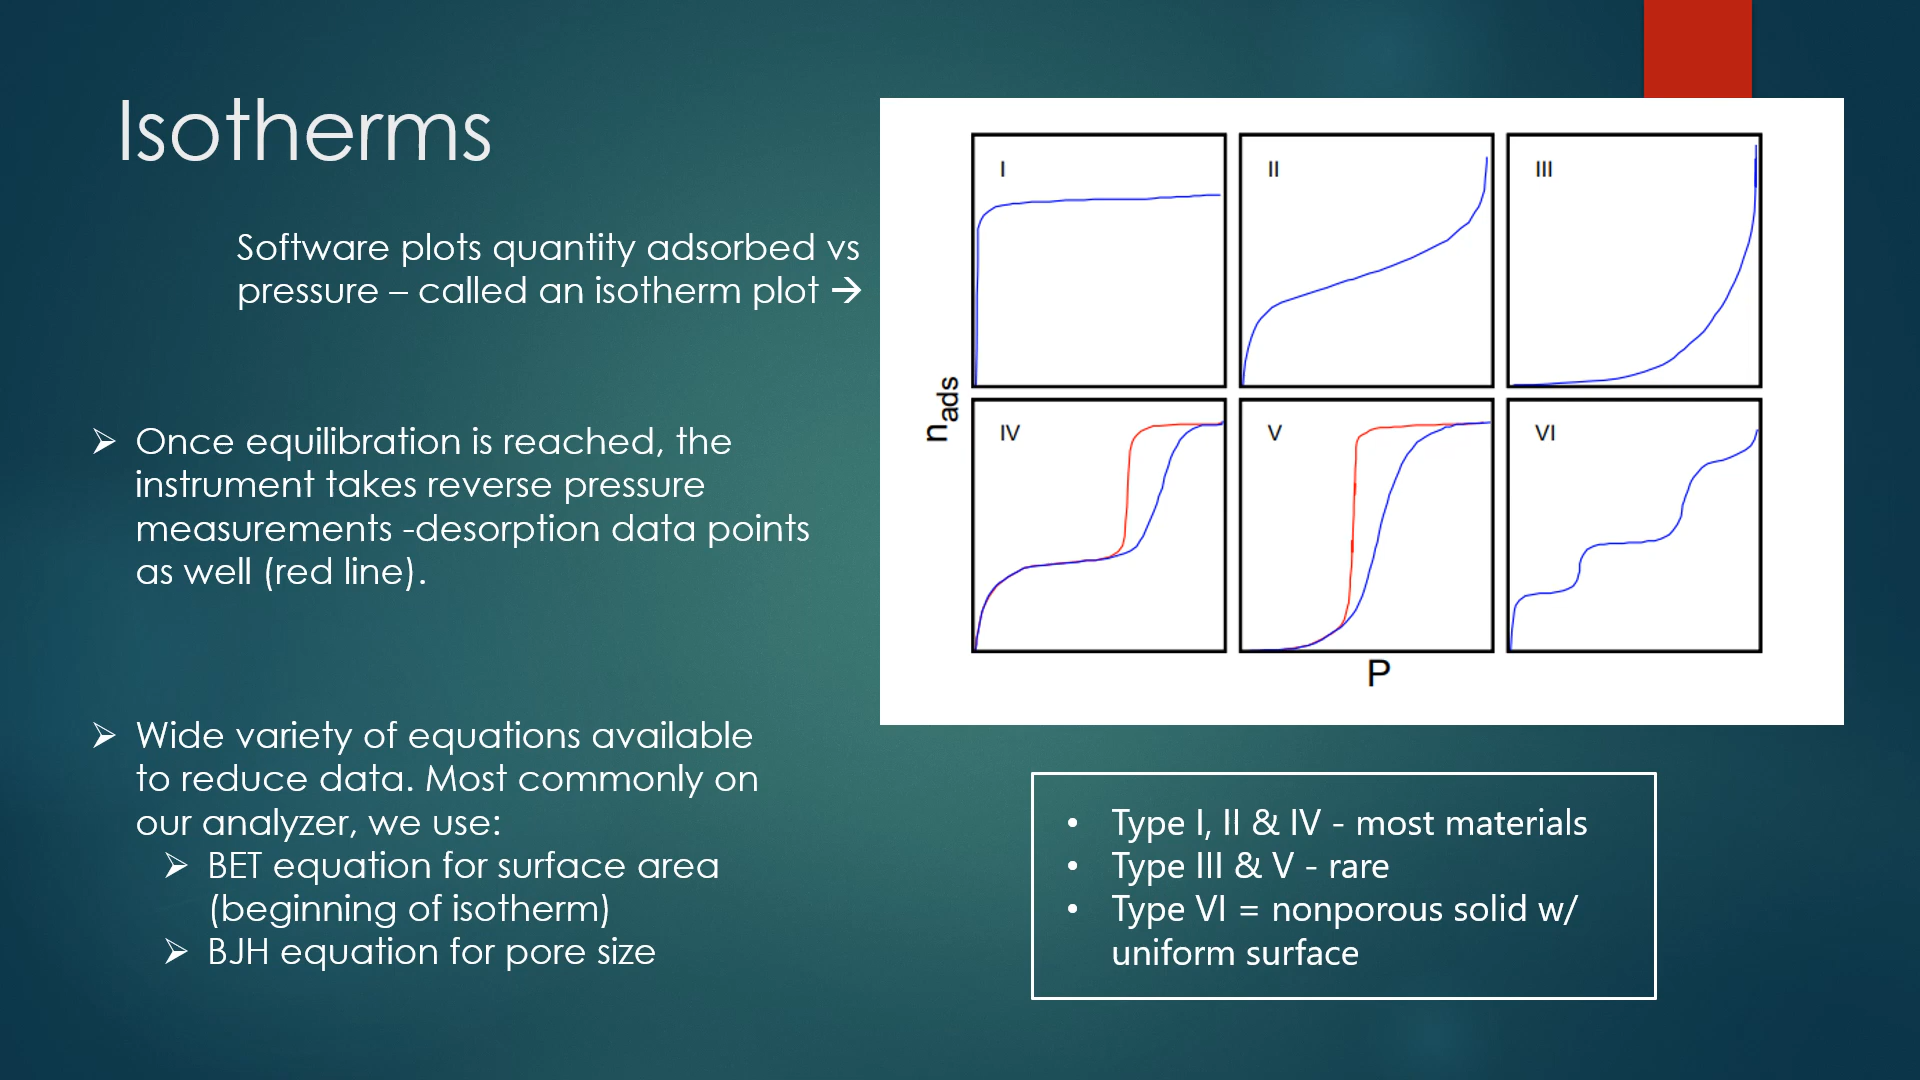 Isotherms
Software plots quantity adsorbed vs
pressure – called an isotherm plot →
➢ Once equilibration is reached, the
instrument takes reverse pressure
measurements -desorption data points
as well (red line).
➢ Wide variety of equations available
to reduce data. Most commonly on
our analyzer, we use:
➢ BET equation for surface area
(beginning of isotherm)
➢ BJH equation for pore size
I
II
III
IV
V
VI
nads
P
• Type I, II & IV - most materials
• Type III & V - rare
• Type VI = nonporous solid w/
uniform surface